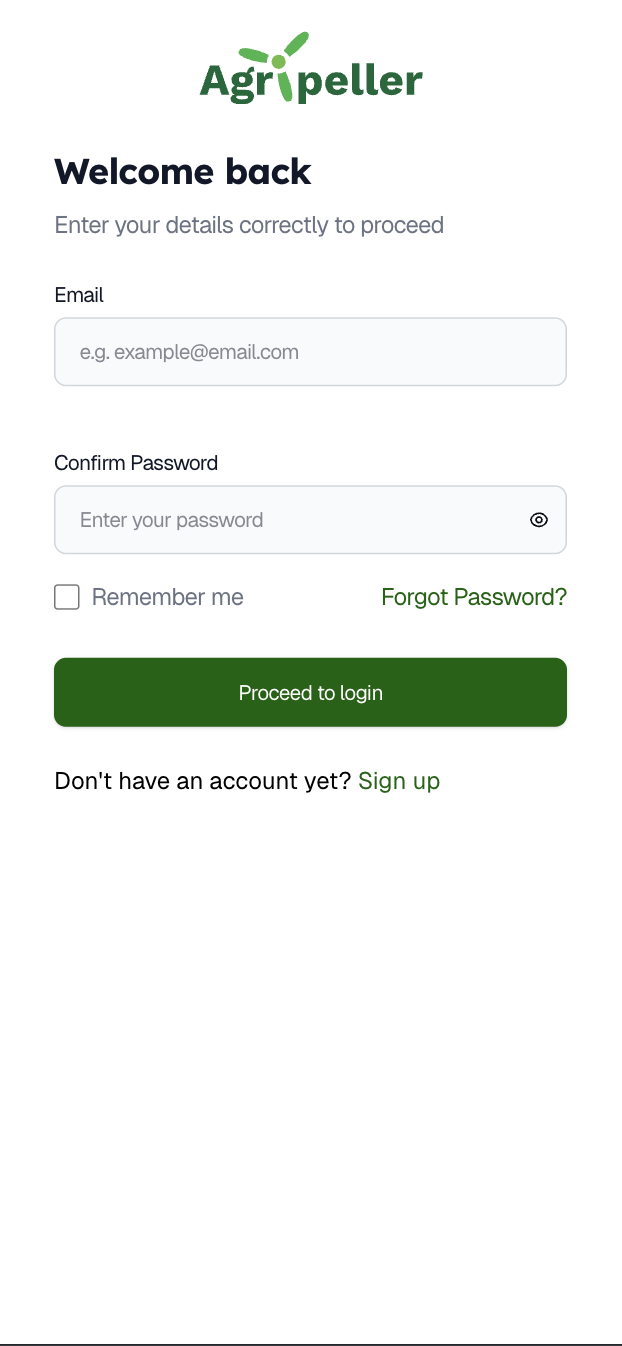 Agripeller
Welcome back
Enter your details correctly to proceed
Email
e.g. example@email.com
Confirm Password
Enter your password
Remember me
Forgot Password?
Proceed to login
Don't have an account yet? Sign up